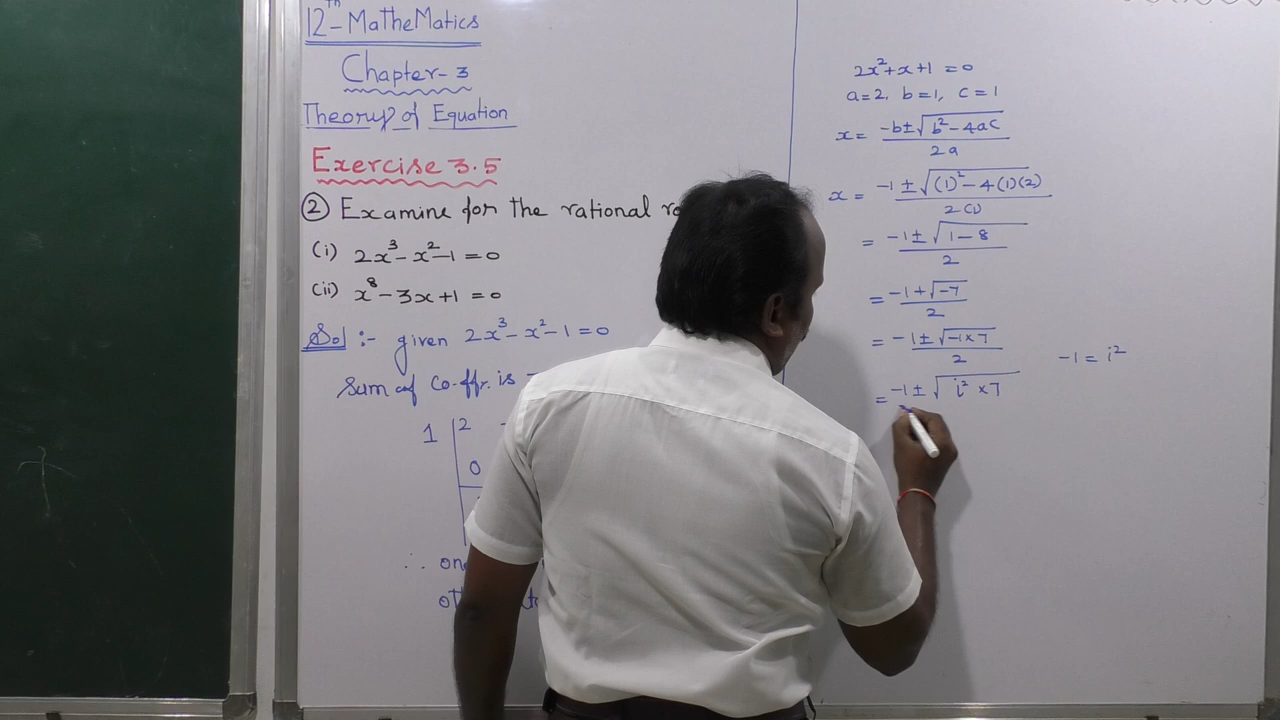 12th - MatheMatics
Chapter - 3
Theory of Equation
Exercise 3.5
② Examine for the rational
(i) 2x³ - x² - 1 = 0
(ii) x⁸ - 3x + 1 = 0
Sol :- given 2x³ - x² - 1 = 0
Sum of Co-ffr. is
1 | 2
0
∴ one
2x² + x + 1 = 0
a = 2, b = 1, c = 1
x = (-b ± √(b² - 4ac)) / 2a
x = (-1 ± √((1)² - 4(1)(2))) / 2(1)
= (-1 ± √(1 - 8)) / 2
= (-1 + √(-7)) / 2
= (-1 ± √(-1 × 7)) / 2
-1 = i²
= -1 ± √(i² × 7)